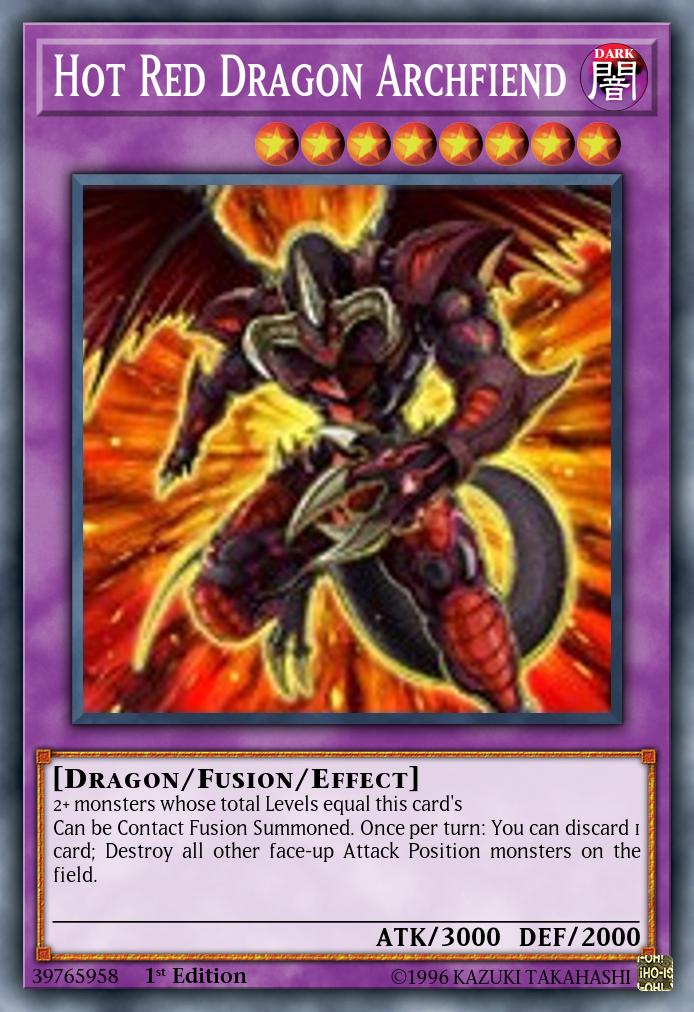 Hot Red Dragon Archfiend
DARK
闇
[Dragon/Fusion/Effect]
2+ monsters whose total Levels equal this card's
Can be Contact Fusion Summoned. Once per turn: You can discard 1
card; Destroy all other face-up Attack Position monsters on the
field.
ATK/3000 DEF/2000
39765958 1st Edition ©1996 KAZUKI TAKAHASHI